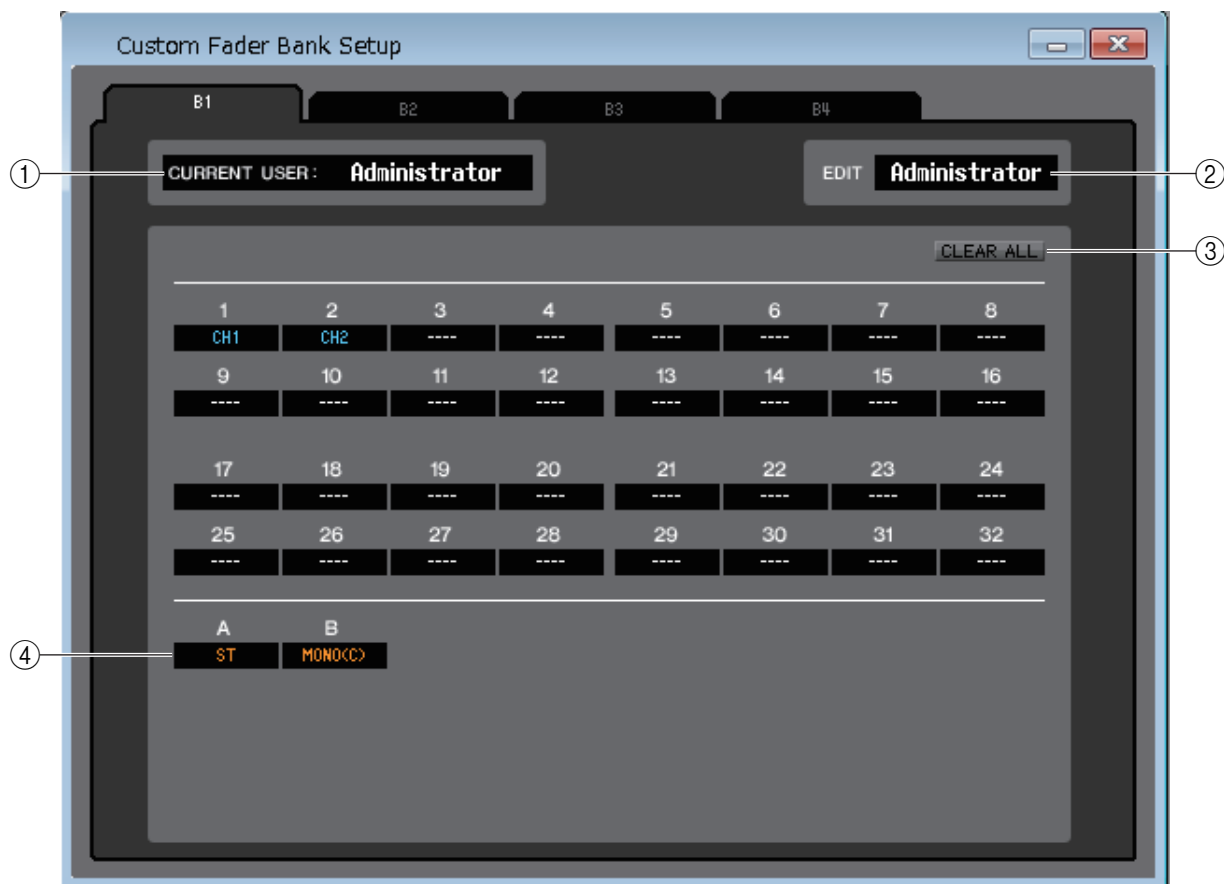 Custom Fader Bank Setup
B1 B2 B3 B4
① CURRENT USER: Administrator EDIT Administrator ②
CLEAR ALL ③
1 2 3 4 5 6 7 8
CH1 CH2 ---- ---- ---- ---- ---- ----
9 10 11 12 13 14 15 16
---- ---- ---- ---- ---- ---- ---- ----
17 18 19 20 21 22 23 24
---- ---- ---- ---- ---- ---- ---- ----
25 26 27 28 29 30 31 32
---- ---- ---- ---- ---- ---- ---- ----
A B
④ ST MONO(C)